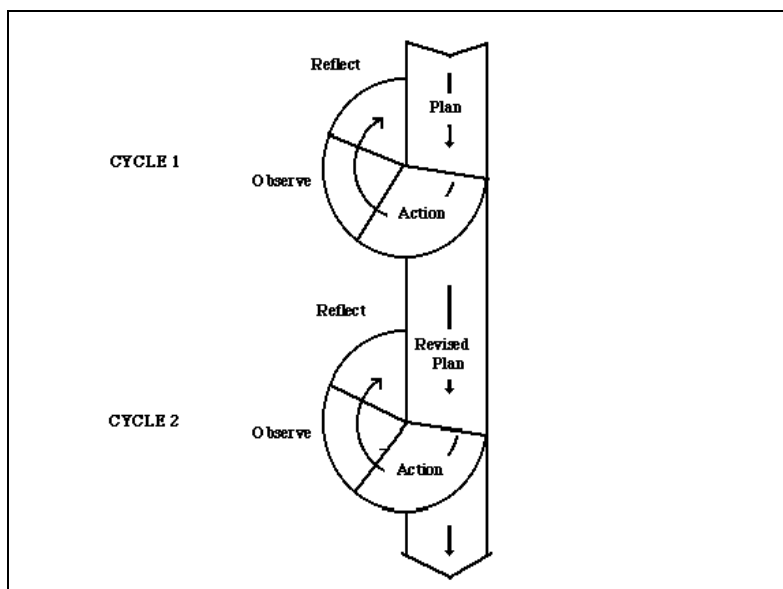 Reflect
Plan
CYCLE 1
Observe
Action
Reflect
Revised
Plan
CYCLE 2
Observe
Action